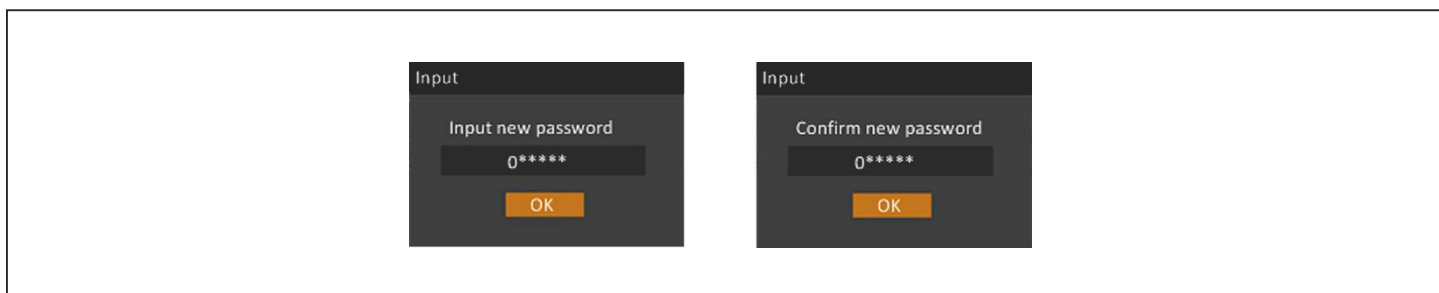 Input
Input new password
0*****
OK
Input
Confirm new password
0*****
OK